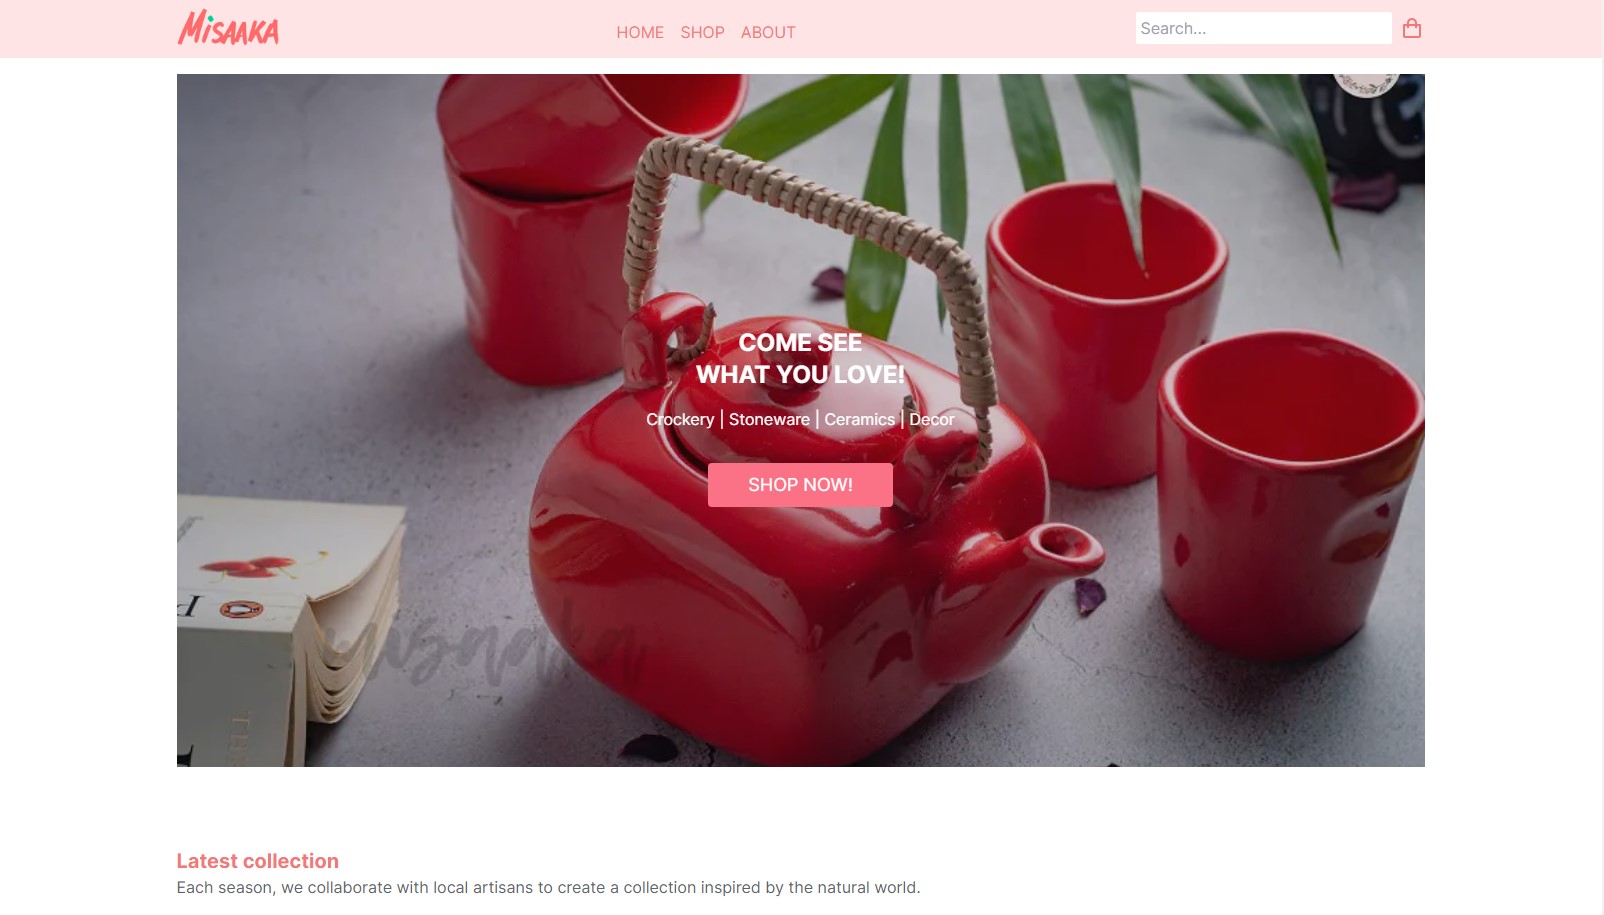 MiSAAKA
HOME SHOP ABOUT
Search...
COME SEE
WHAT YOU LOVE!
Crockery | Stoneware | Ceramics | Decor
SHOP NOW!
misaaka
Latest collection
Each season, we collaborate with local artisans to create a collection inspired by the natural world.